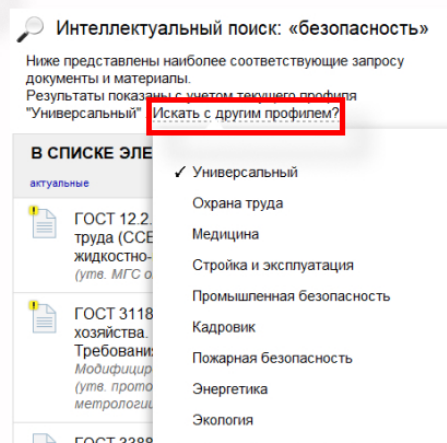 Интеллектуальный поиск: «безопасность»
Ниже представлены наиболее соответствующие запросу
документы и материалы.
Результаты показаны с учетом текущего профиля
"Универсальный" Искать с другим профилем?
В СПИСКЕ ЭЛЕ
актуальные
ГОСТ 12.2.
труда (ССБ
жидкостно-
(утв. МГС о
ГОСТ 3118
хозяйства.
Требовани
Модифицир
(утв. прото
метрологии
ГОСТ 3388
✓ Универсальный
Охрана труда
Медицина
Стройка и эксплуатация
Промышленная безопасность
Кадровик
Пожарная безопасность
Энергетика
Экология